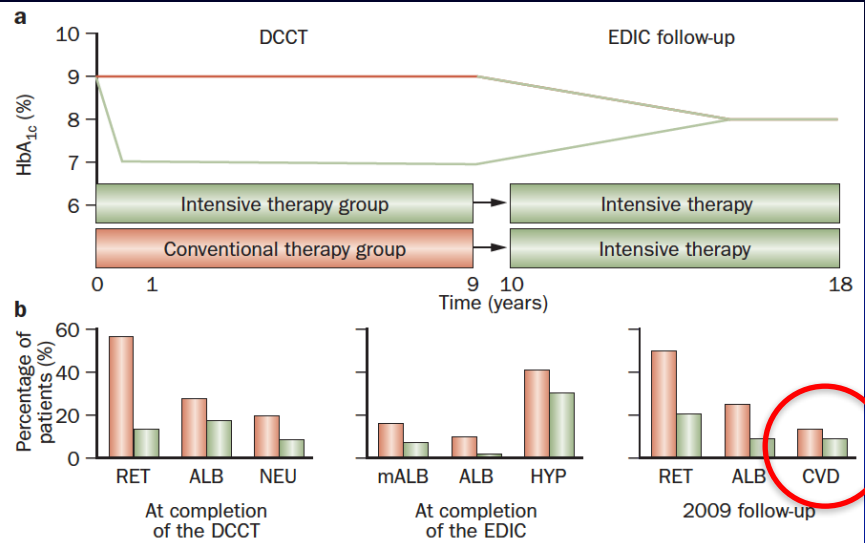 a
DCCT
EDIC follow-up
HbA1c (%)
10
9
8
7
6
Intensive therapy group
Intensive therapy
Conventional therapy group
Intensive therapy
0 1 9 10 18
Time (years)
b
Percentage of
patients (%)
60
40
20
0
RET ALB NEU
At completion
of the DCCT
mALB ALB HYP
At completion
of the EDIC
RET ALB CVD
2009 follow-up